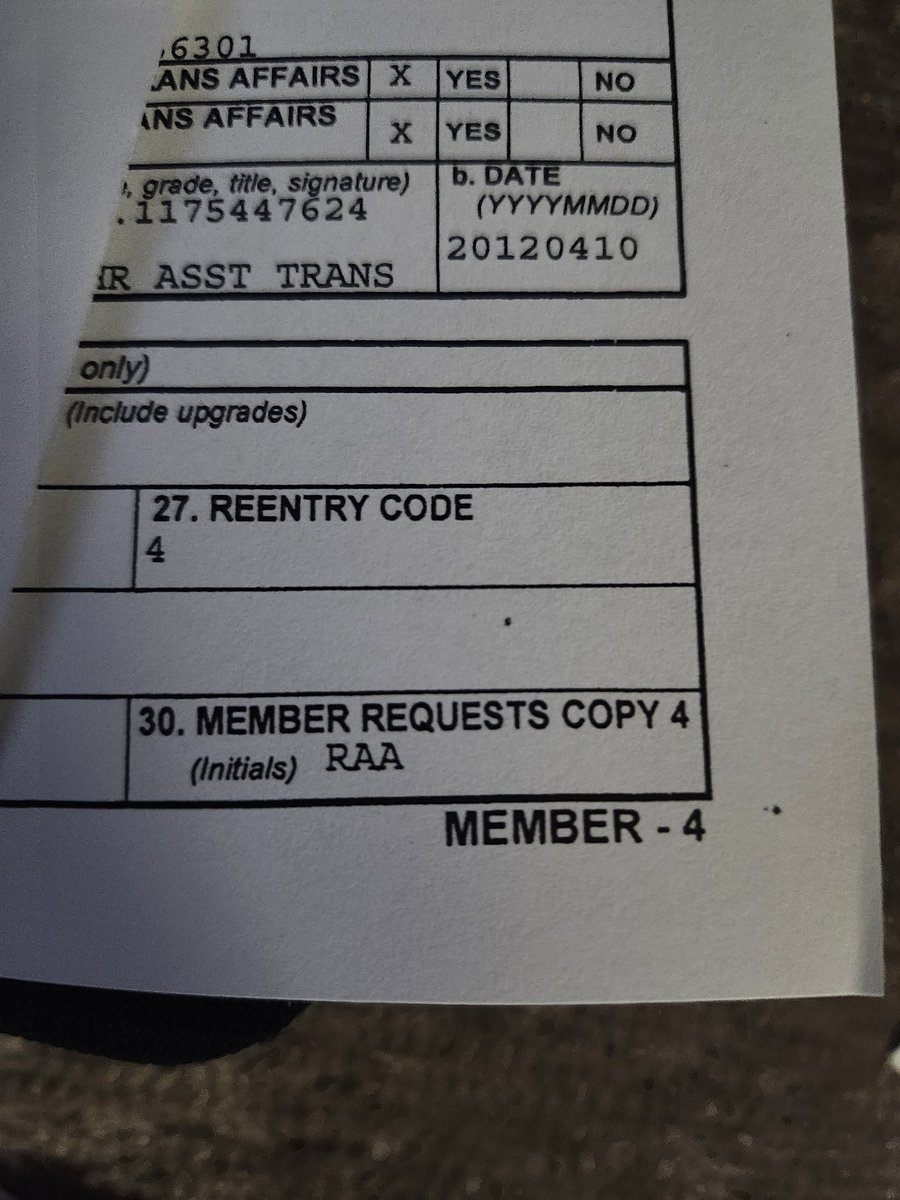 6301
ANS AFFAIRS X YES NO
ANS AFFAIRS X YES NO
, grade, title, signature) b. DATE
.1175447624 (YYYYMMDD)
20120410
HR ASST TRANS
only)
(Include upgrades)
27. REENTRY CODE
4
30. MEMBER REQUESTS COPY 4
(Initials) RAA
MEMBER - 4